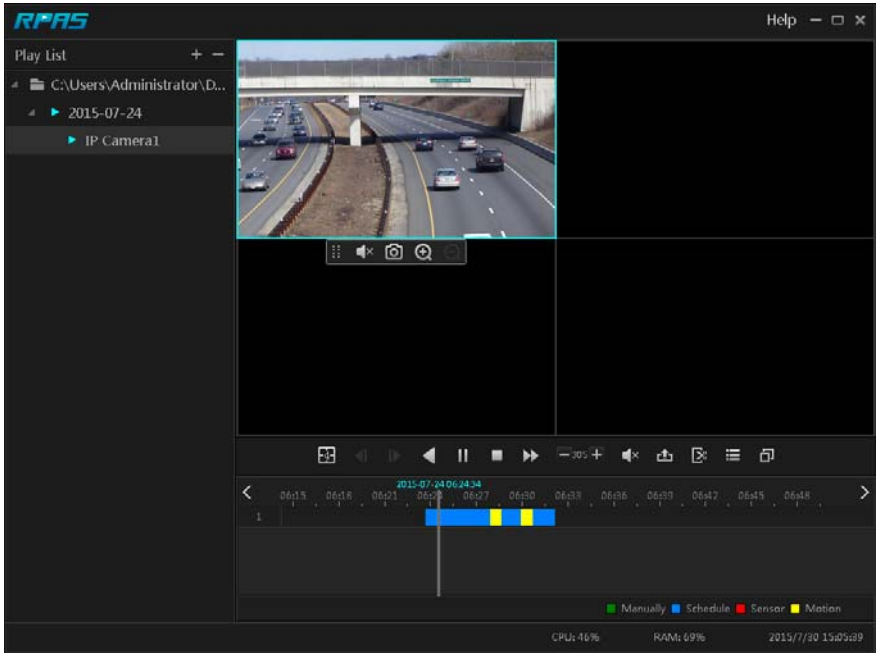 RPAS
Help
Play List
C:\Users\Administrator\D...
2015-07-24
IP Camera1
30S
2015-07-24 06:24:34
06:15 06:18 06:21 06:24 06:27 06:30 06:33 06:36 06:39 06:42 06:45 06:48
1
Manually Schedule Sensor Motion
CPU: 46% RAM: 69% 2015/7/30 15:05:39